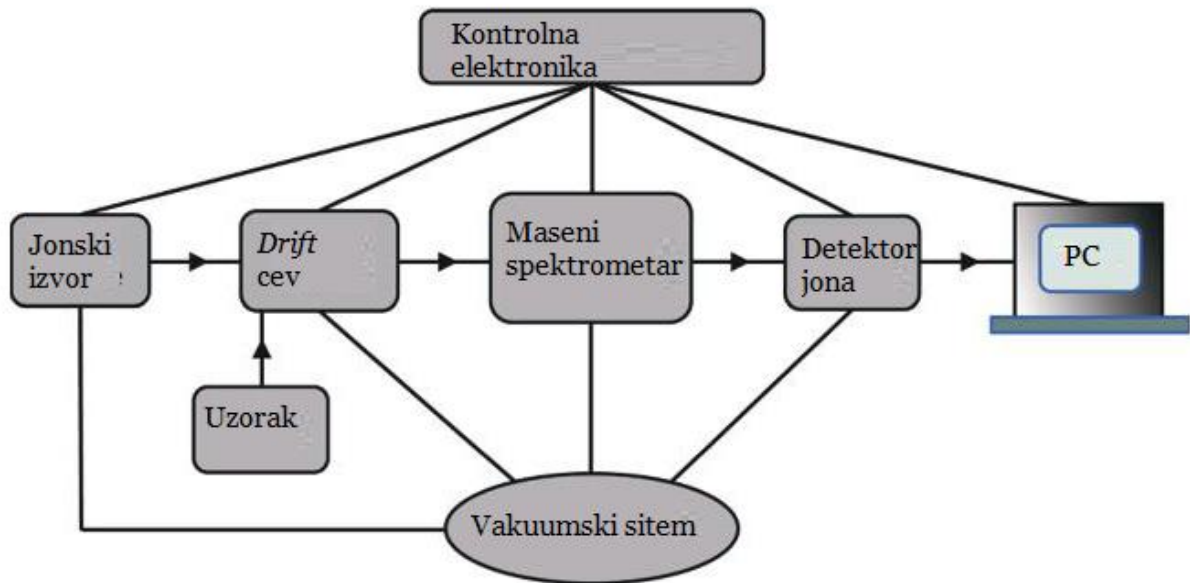 Kontrolna
elektronika
Jonski
izvor
Drift
cev
Maseni
spektrometar
Detektor
jona
PC
Uzorak
Vakuumski sitem